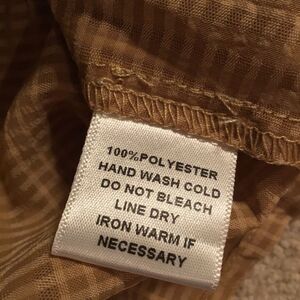 100%POLYESTER
HAND WASH COLD
DO NOT BLEACH
LINE DRY
IRON WARM IF
NECESSARY